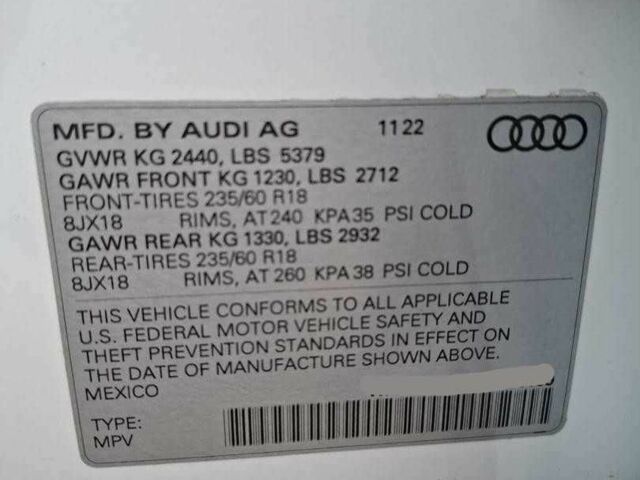 MFD. BY AUDI AG 1122
GVWR KG 2440, LBS 5379
GAWR FRONT KG 1230, LBS 2712
FRONT-TIRES 235/60 R18
8JX18 RIMS, AT 240 KPA 35 PSI COLD
GAWR REAR KG 1330, LBS 2932
REAR-TIRES 235/60 R18
8JX18 RIMS, AT 260 KPA 38 PSI COLD
THIS VEHICLE CONFORMS TO ALL APPLICABLE
U.S. FEDERAL MOTOR VEHICLE SAFETY AND
THEFT PREVENTION STANDARDS IN EFFECT ON
THE DATE OF MANUFACTURE SHOWN ABOVE.
MEXICO
TYPE:
MPV